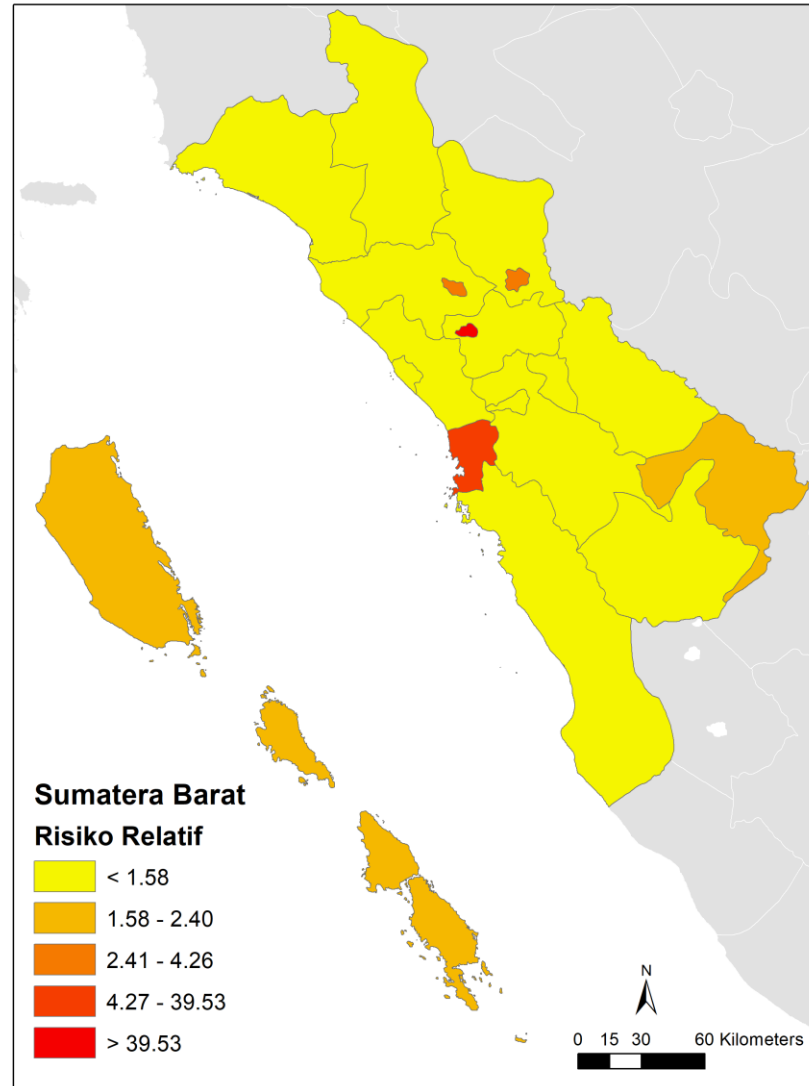 Sumatera Barat
Risiko Relatif
< 1.58
1.58 - 2.40
2.41 - 4.26
4.27 - 39.53
> 39.53
N
0 15 30 60 Kilometers